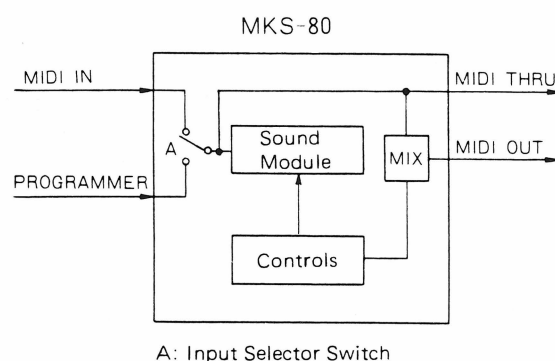 MKS-80
MIDI IN
MIDI THRU
A
Sound
Module
MIX
MIDI OUT
PROGRAMMER
Controls
A: Input Selector Switch